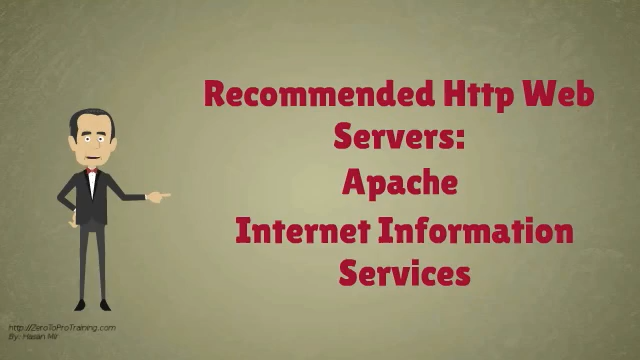 Recommended Http Web
Servers:
Apache
Internet Information
Services
http://ZeroToProTraining.com
By: Hasan Mir